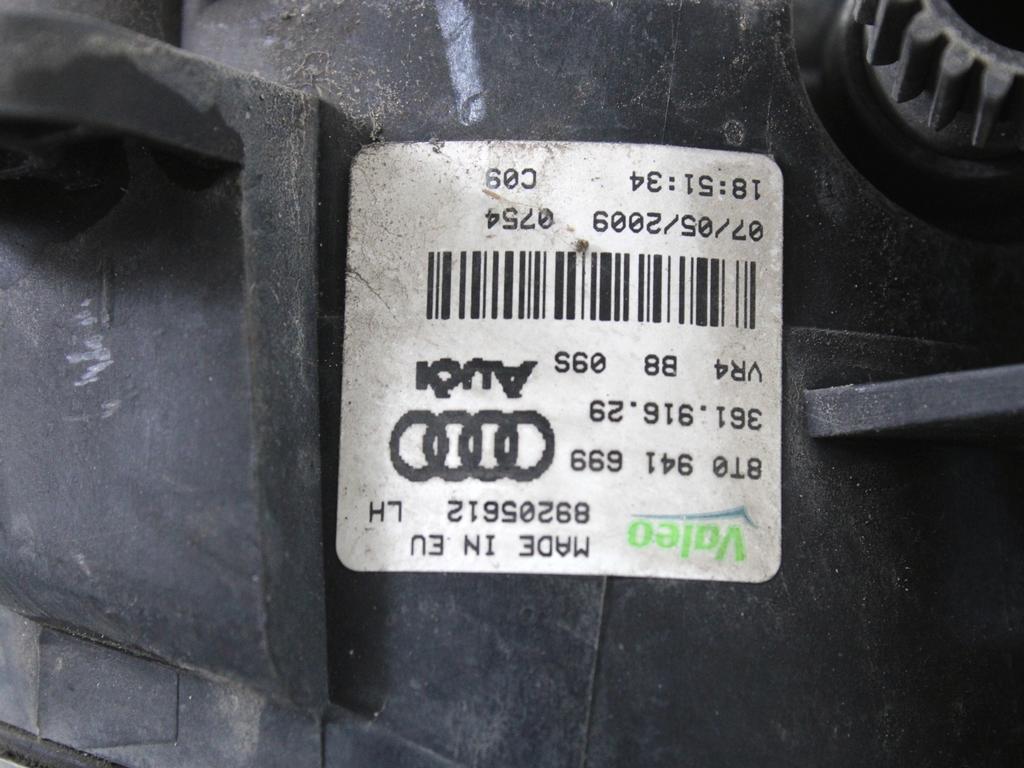 Valeo MADE IN EU
89205612 LH
8T0 941 699
361.916.29
Audi
VR4 B8 09S
07/05/2009 0754
18:51:34 C09